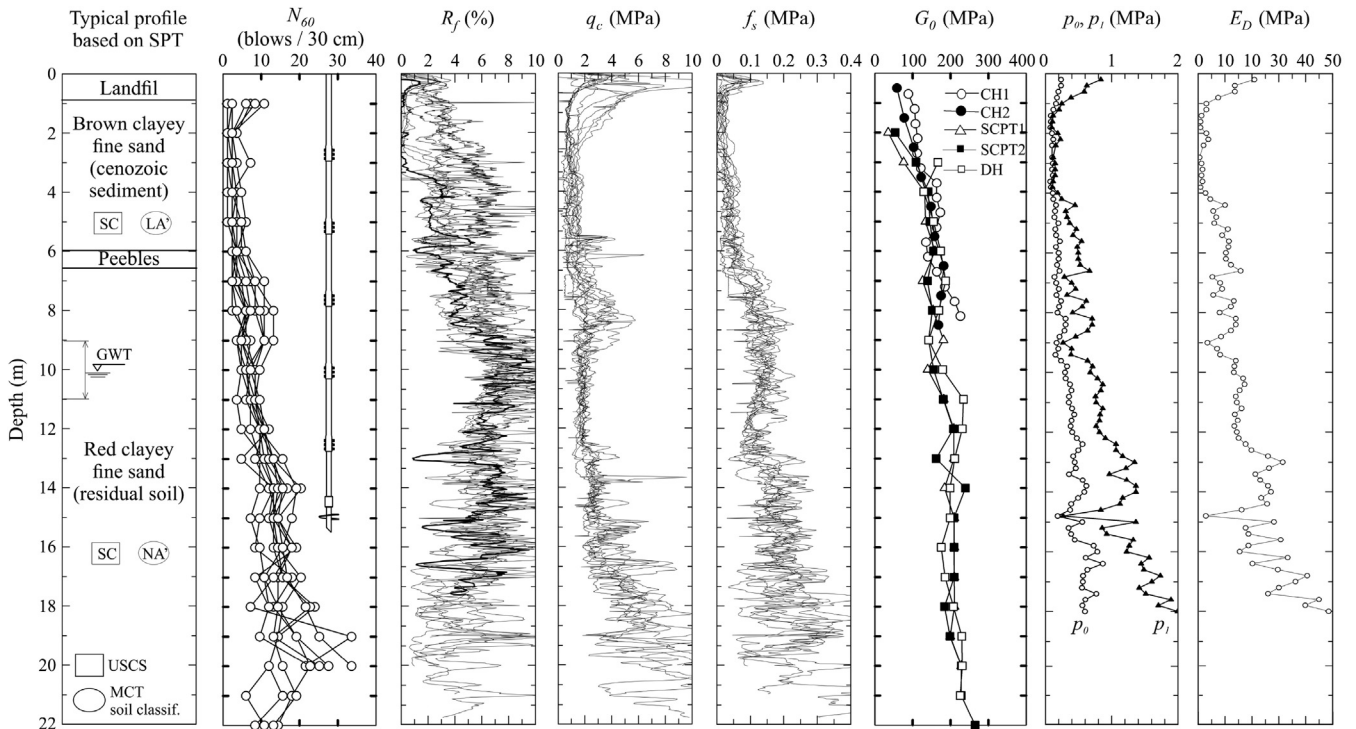 Typical profile
based on SPT
N60
(blows / 30 cm)
Rf (%)
qc (MPa)
fs (MPa)
G0 (MPa)
p0, p1 (MPa)
ED (MPa)
0 10 20 30 40
0 2 4 6 8 10
0 2 4 6 8 10
0 0.1 0.2 0.3 0.4
0 100 200 300 400
0 1 2
0 10 20 30 40 50
Depth (m)
0
2
4
6
8
10
12
14
16
18
20
22
Landfil
Brown clayey
fine sand
(cenozoic
sediment)
SC LA'
Peebles
GWT
Red clayey
fine sand
(residual soil)
SC NA'
USCS
MCT
soil classif.
CH1
CH2
SCPT1
SCPT2
DH
p0 p1